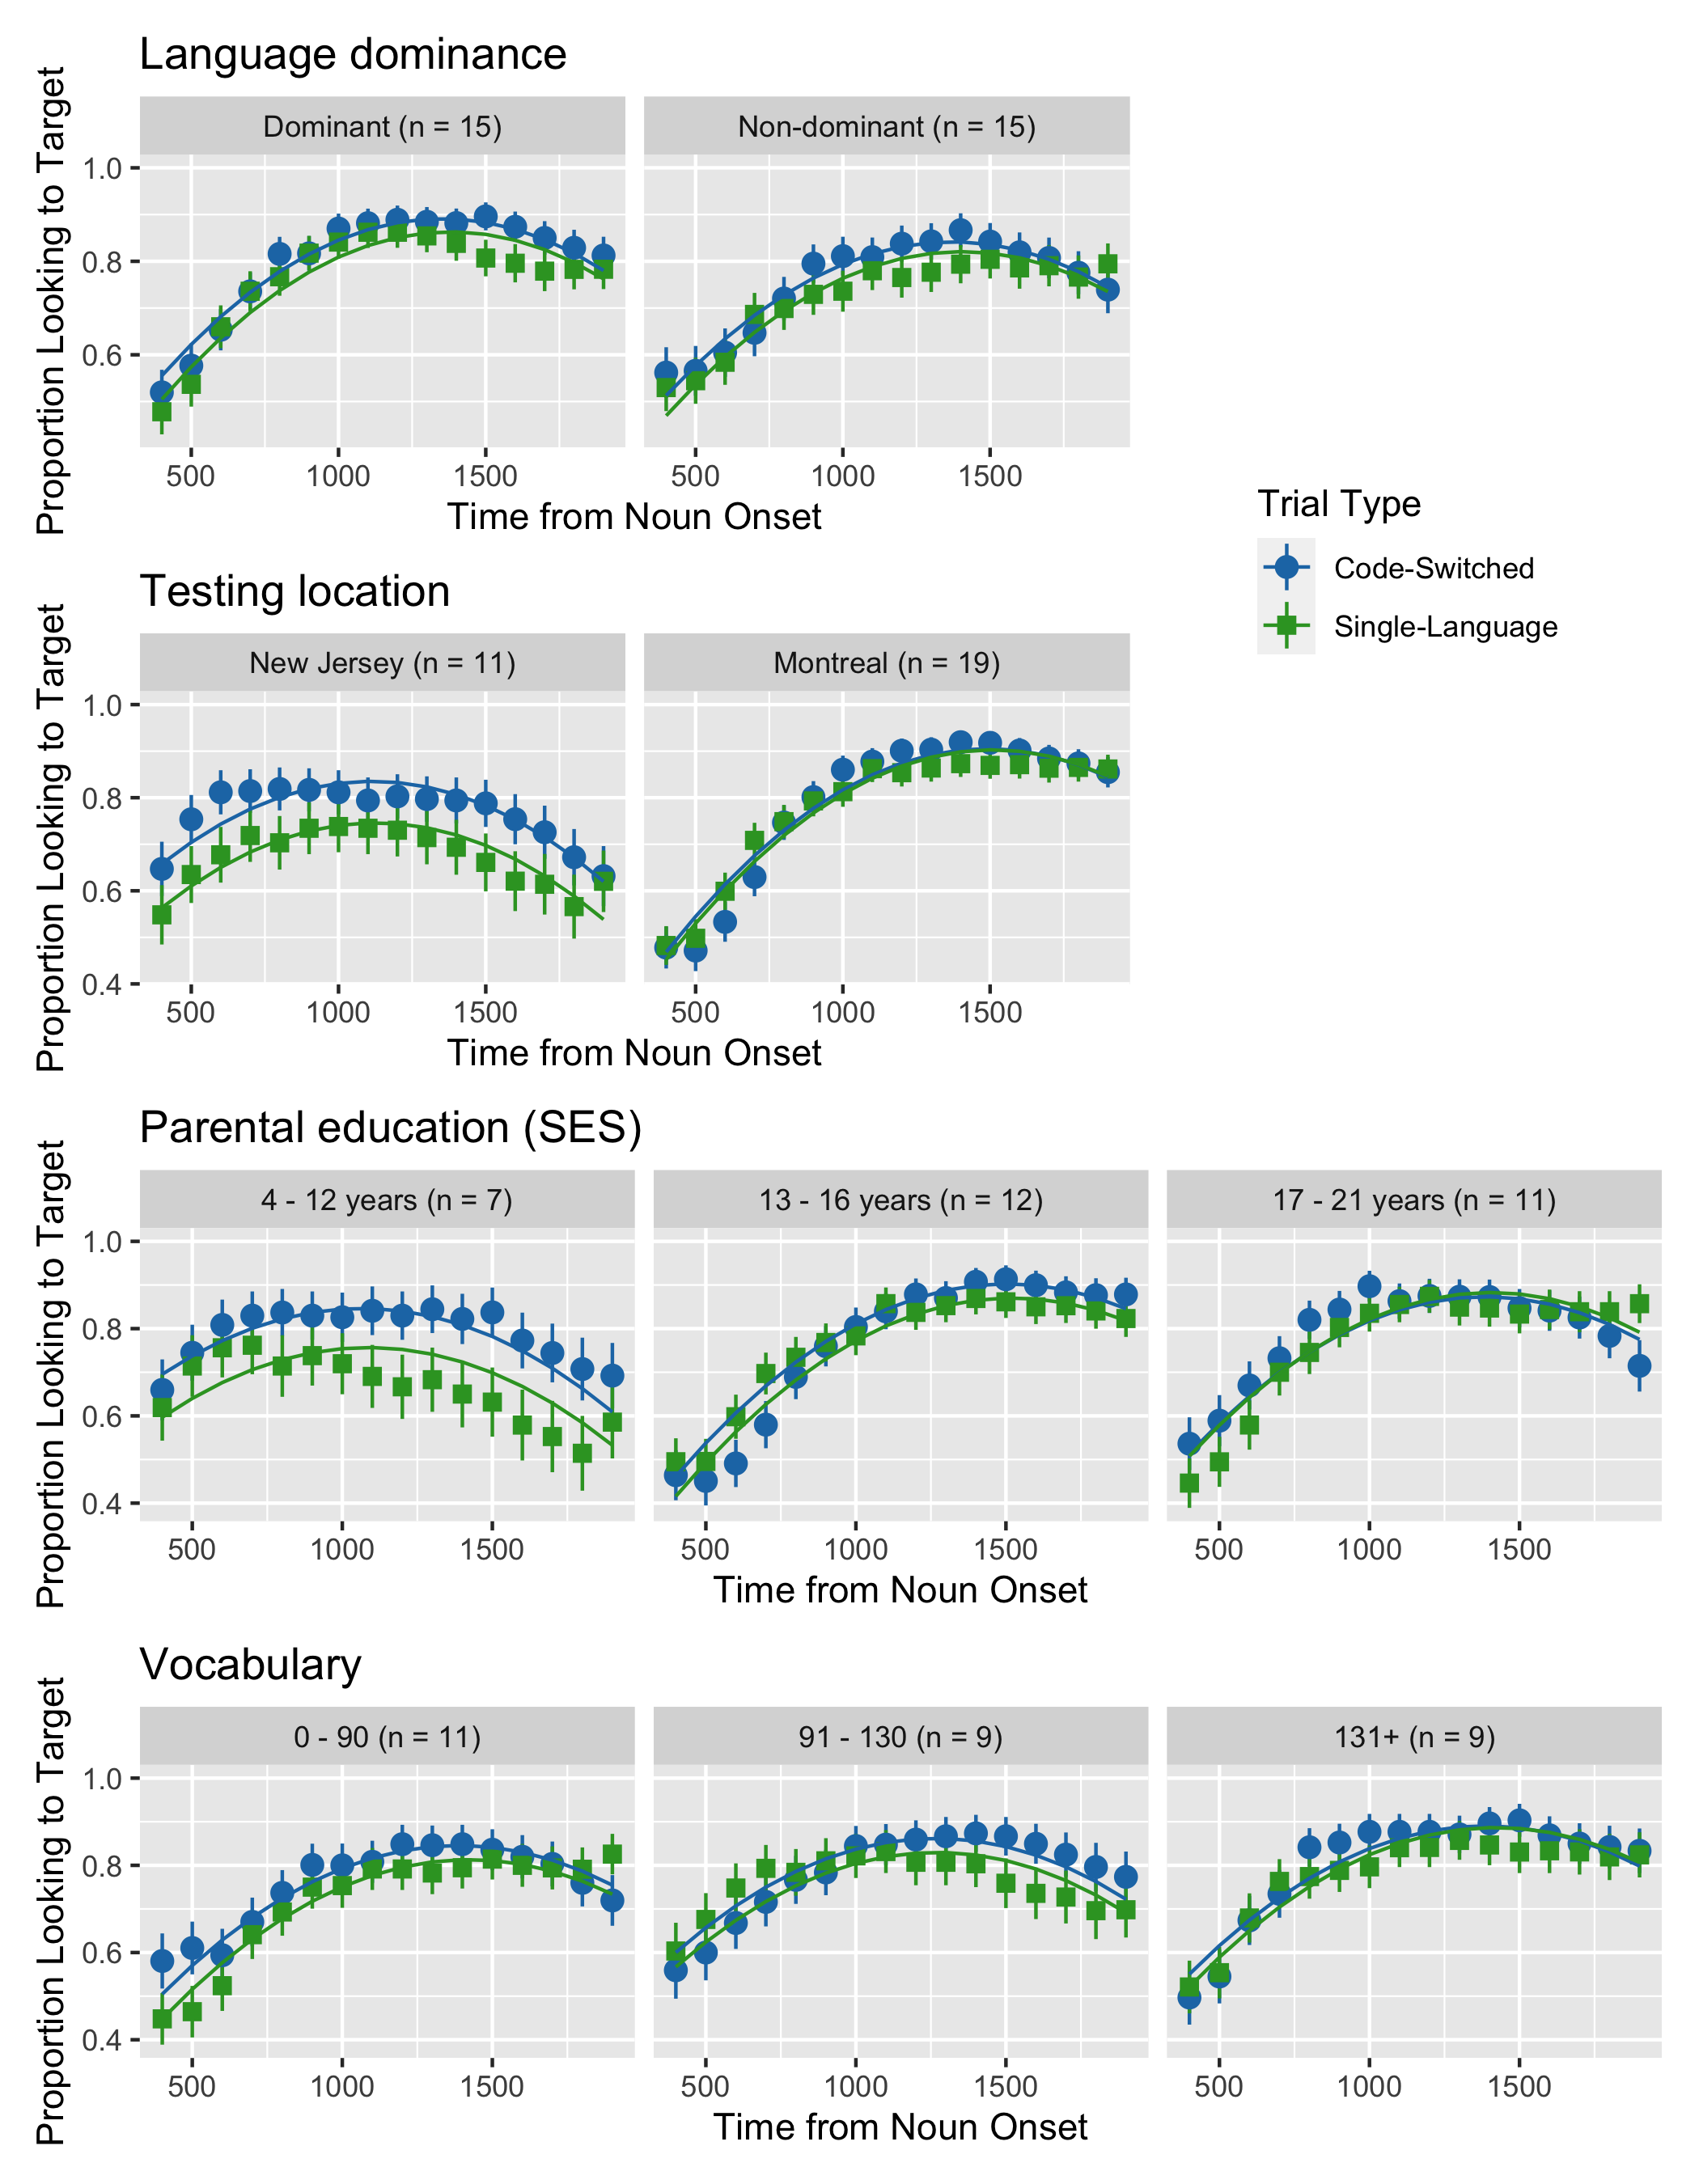 Language dominance
Dominant (n = 15)
Non-dominant (n = 15)
Proportion Looking to Target
1.0
0.8
0.6
500
1000
1500
500
1000
1500
Time from Noun Onset
Trial Type
Code-Switched
Single-Language
Testing location
New Jersey (n = 11)
Montreal (n = 19)
Proportion Looking to Target
1.0
0.8
0.6
0.4
500
1000
1500
500
1000
1500
Time from Noun Onset
Parental education (SES)
4 - 12 years (n = 7)
13 - 16 years (n = 12)
17 - 21 years (n = 11)
Proportion Looking to Target
1.0
0.8
0.6
0.4
500
1000
1500
500
1000
1500
500
1000
1500
Time from Noun Onset
Vocabulary
0 - 90 (n = 11)
91 - 130 (n = 9)
131+ (n = 9)
Proportion Looking to Target
1.0
0.8
0.6
0.4
500
1000
1500
500
1000
1500
500
1000
1500
Time from Noun Onset